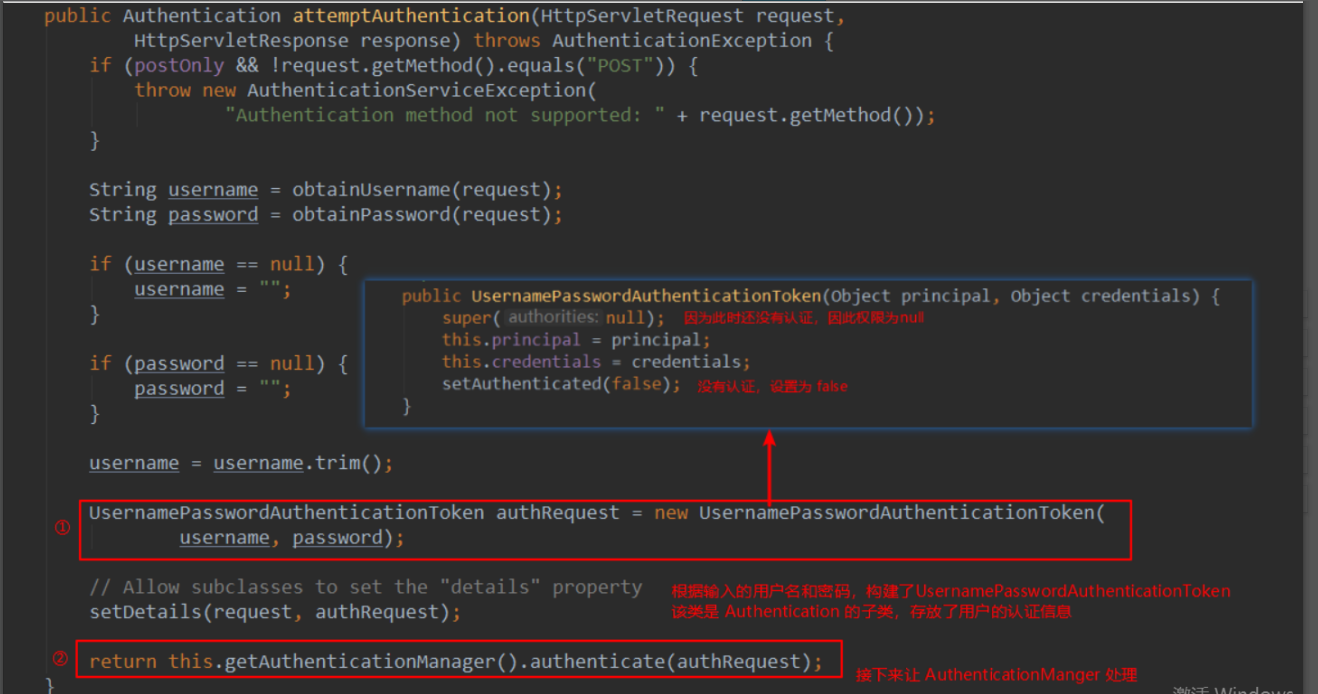 public Authentication attemptAuthentication(HttpServletRequest request,
HttpServletResponse response) throws AuthenticationException {
if (postOnly && !request.getMethod().equals("POST")) {
throw new AuthenticationServiceException(
"Authentication method not supported: " + request.getMethod());
}
String username = obtainUsername(request);
String password = obtainPassword(request);
if (username == null) {
username = "";
}
if (password == null) {
password = "";
}
public UsernamePasswordAuthenticationToken(Object principal, Object credentials) {
super( authorities: null); 因为此时还没有认证，因此权限为null
this.principal = principal;
this.credentials = credentials;
setAuthenticated(false); 没有认证，设置为 false
}
username = username.trim();
① UsernamePasswordAuthenticationToken authRequest = new UsernamePasswordAuthenticationToken(
username, password);
// Allow subclasses to set the "details" property
setDetails(request, authRequest);
根据输入的用户名和密码，构建了UsernamePasswordAuthenticationToken
该类是 Authentication 的子类，存放了用户的认证信息
② return this.getAuthenticationManager().authenticate(authRequest);
接下来让 AuthenticationManger 处理
}
激活 Windows